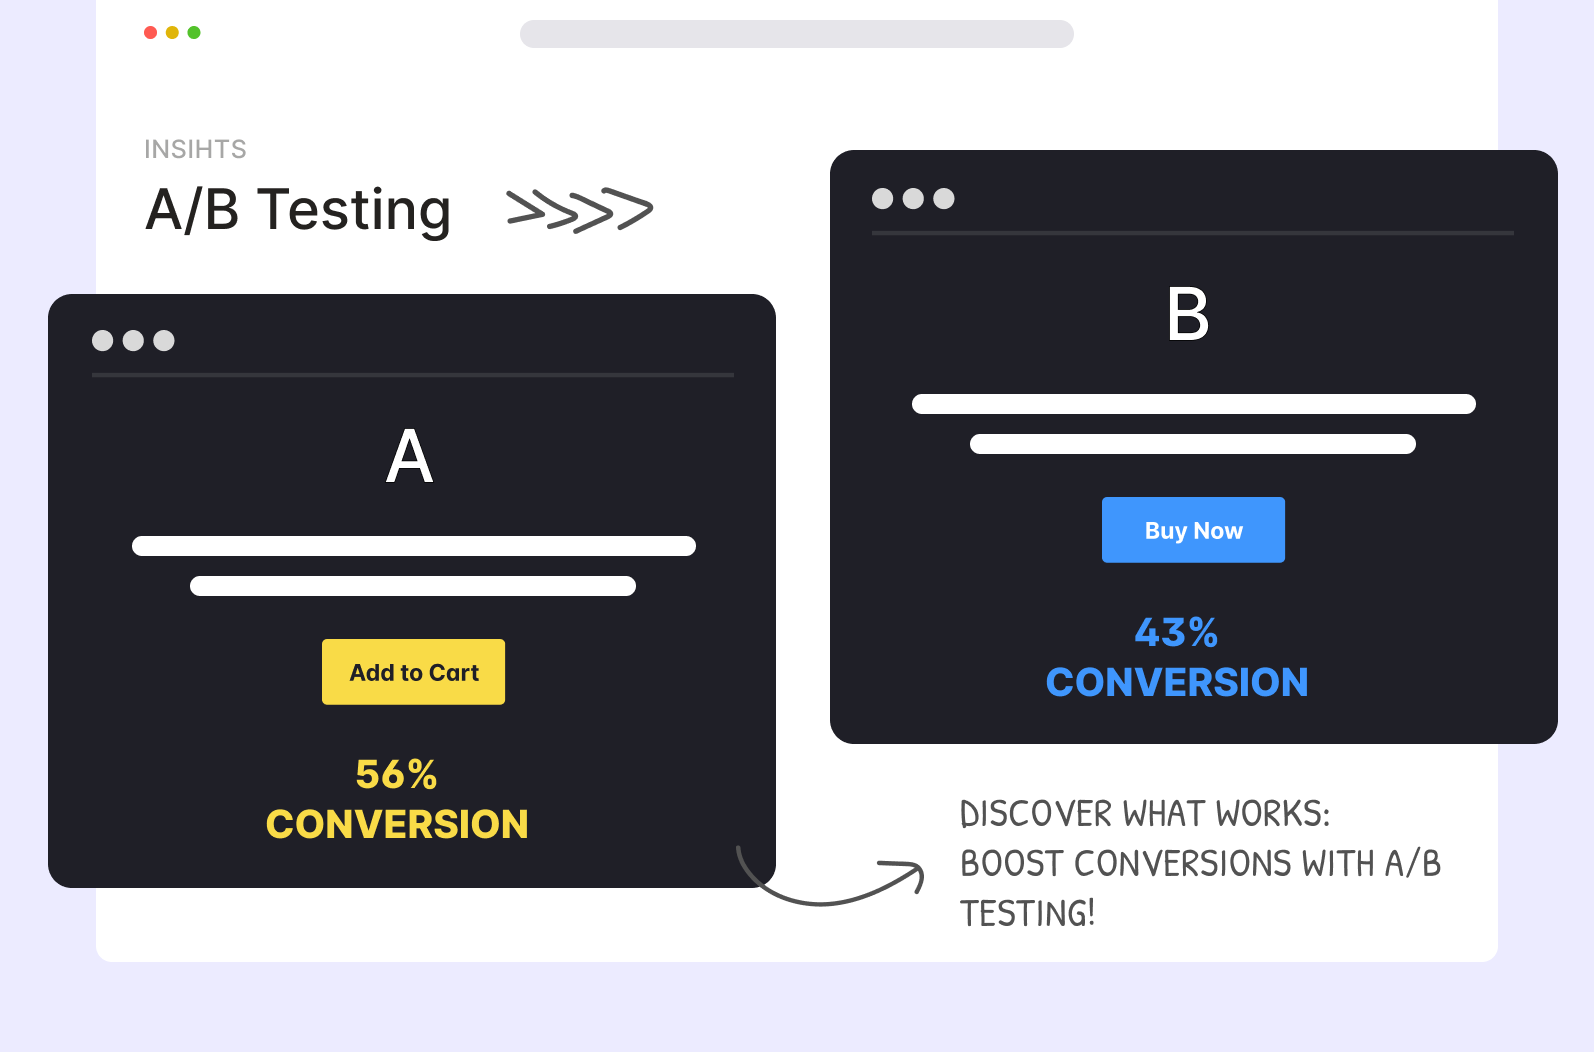 INSIHTS
A/B Testing
A
Add to Cart
56%
CONVERSION
B
Buy Now
43%
CONVERSION
DISCOVER WHAT WORKS:
BOOST CONVERSIONS WITH A/B
TESTING!